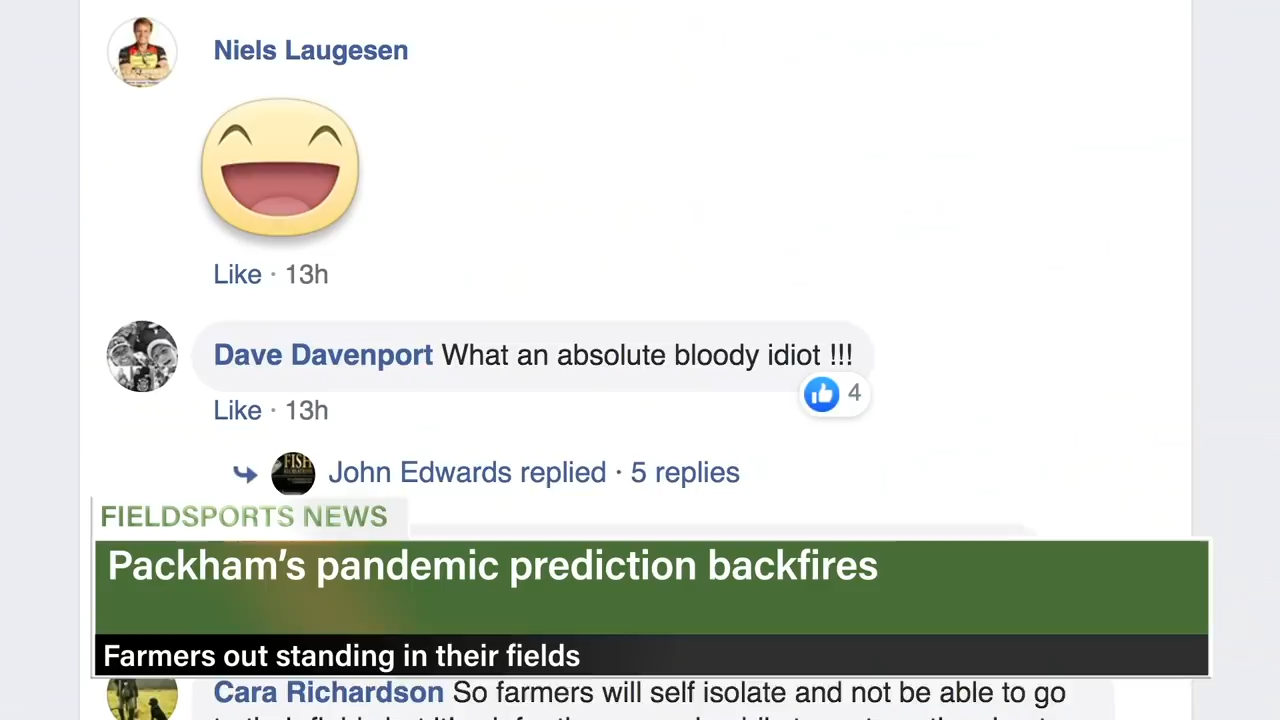 Niels Laugesen
Like · 13h
Dave Davenport What an absolute bloody idiot !!!
4
Like · 13h
FISH
John Edwards replied · 5 replies
FIELDSPORTS NEWS
Packham's pandemic prediction backfires
Farmers out standing in their fields
Cara Richardson So farmers will self isolate and not be able to go